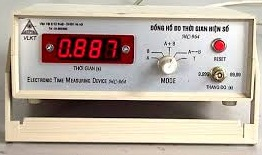 ĐỒNG HỒ ĐO THỜI GIAN HIỆN SỐ
MC-964
VLKT
0.887
A+B
B
A↔B
A
T
RESET
THỜI GIAN (s)
ELECTRONIC TIME MEASURING DEVICE MC-964
MODE
THANG ĐO (s)